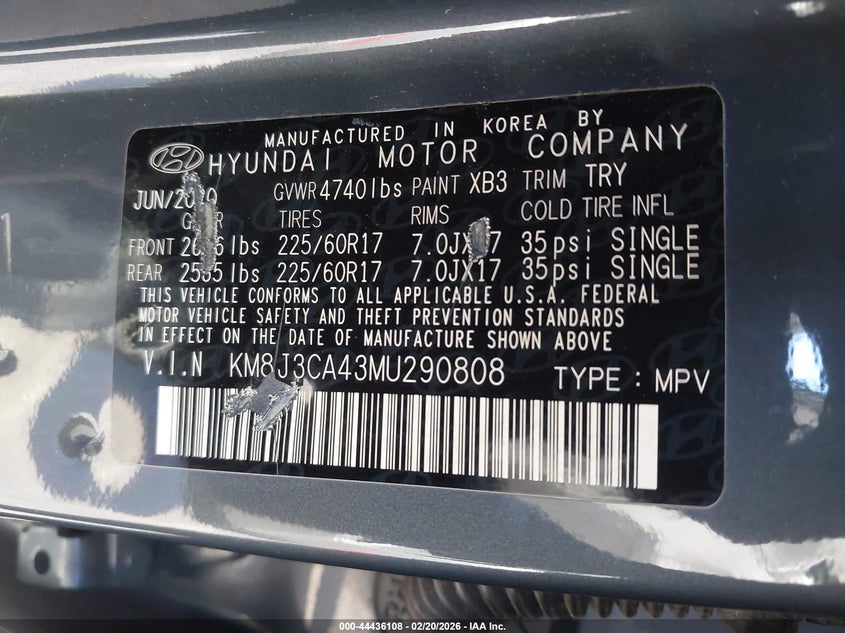 MANUFACTURED IN KOREA BY
HYUNDAI MOTOR COMPANY
GVWR 4740lbs PAINT XB3 TRIM TRY
TIRES RIMS COLD TIRE INFL
FRONT lbs 225/60R17 35psi SINGLE
REAR lbs 225/60R17 7.0JX17 35psi SINGLE
THIS VEHICLE CONFORMS TO ALL APPLICABLE U.S.A. FEDERAL
MOTOR VEHICLE SAFETY AND THEFT PREVENTION STANDARDS
IN EFFECT ON THE DATE OF MANUFACTURE SHOWN ABOVE
V.I.N KM8J3CA43MU290808 TYPE : MPV
000-44436108 - 02/20/2026 - IAA Inc.